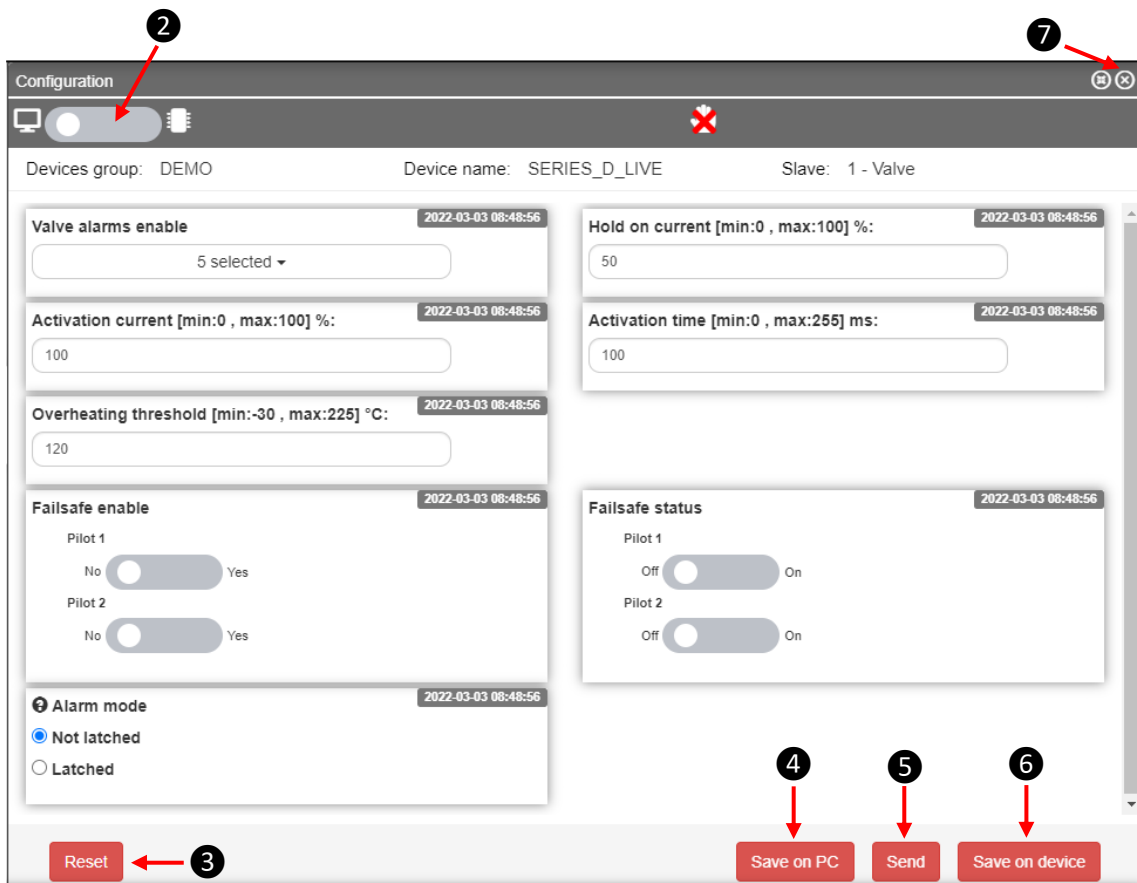 ❷
❼
Configuration
Devices group: DEMO Device name: SERIES_D_LIVE Slave: 1 - Valve
Valve alarms enable 2022-03-03 08:48:56
5 selected
Hold on current [min:0 , max:100] %: 2022-03-03 08:48:56
50
Activation current [min:0 , max:100] %: 2022-03-03 08:48:56
100
Activation time [min:0 , max:255] ms: 2022-03-03 08:48:56
100
Overheating threshold [min:-30 , max:225] °C: 2022-03-03 08:48:56
120
Failsafe enable 2022-03-03 08:48:56
Pilot 1
No Yes
Pilot 2
No Yes
Failsafe status 2022-03-03 08:48:56
Pilot 1
Off On
Pilot 2
Off On
Alarm mode 2022-03-03 08:48:56
Not latched
Latched
❹ ❺ ❻
Reset ❸ Save on PC Send Save on device